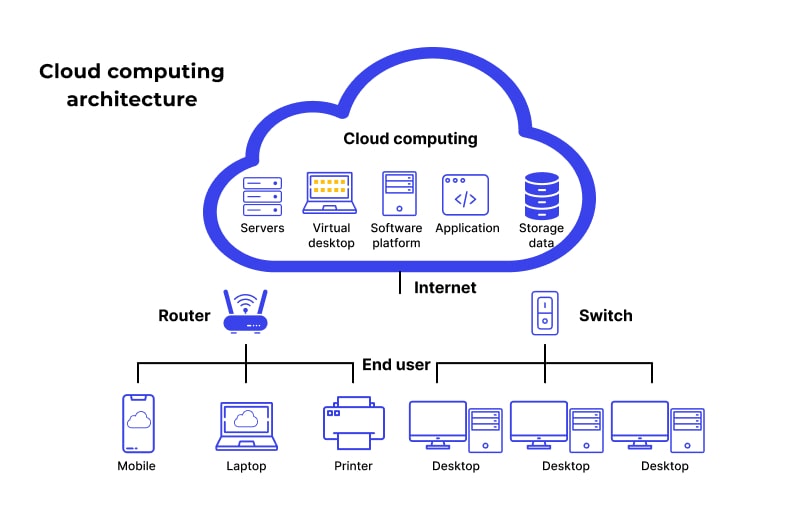 Cloud computing
architecture
Cloud computing
Servers
Virtual
desktop
Software
platform
Application
</>
Storage
data
Internet
Router
Switch
End user
Mobile
Laptop
Printer
Desktop
Desktop
Desktop